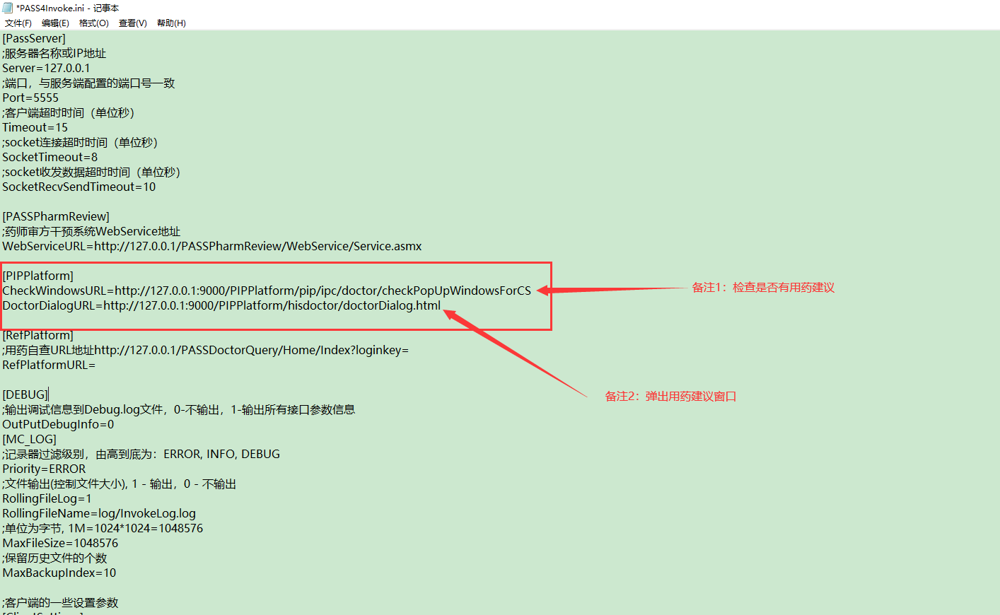 *PASS4Invoke.ini - 记事本
文件(F) 编辑(E) 格式(O) 查看(V) 帮助(H)
[PassServer]
;服务器名称或IP地址
Server=127.0.0.1
;端口，与服务端配置的端口号一致
Port=5555
;客户端超时时间（单位秒）
Timeout=15
;socket连接超时时间（单位秒）
SocketTimeout=8
;socket收发数据超时时间（单位秒）
SocketRecvSendTimeout=10
[PASSPharmReview]
;药师审方干预系统WebService地址
WebServiceURL=http://127.0.0.1/PASSPharmReview/WebService/Service.asmx
[PIPPlatform]
CheckWindowsURL=http://127.0.0.1:9000/PIPPlatform/pip/ipc/doctor/checkPopUpWindowsForCS
备注1：检查是否有用药建议
DoctorDialogURL=http://127.0.0.1:9000/PIPPlatform/hisdoctor/doctorDialog.html
[RefPlatform]
;用药自查URL地址http://127.0.0.1/PASSDoctorQuery/Home/Index?loginkey=
RefPlatformURL=
[DEBUG]
备注2：弹出用药建议窗口
;输出调试信息到Debug.log文件，0-不输出，1-输出所有接口参数信息
OutPutDebugInfo=0
[MC_LOG]
;记录器过滤级别，由高到底为：ERROR, INFO, DEBUG
Priority=ERROR
;文件输出(控制文件大小), 1 - 输出，0 - 不输出
RollingFileLog=1
RollingFileName=log/InvokeLog.log
;单位为字节, 1M=1024*1024=1048576
MaxFileSize=1048576
;保留历史文件的个数
MaxBackupIndex=10
;客户端的一些设置参数